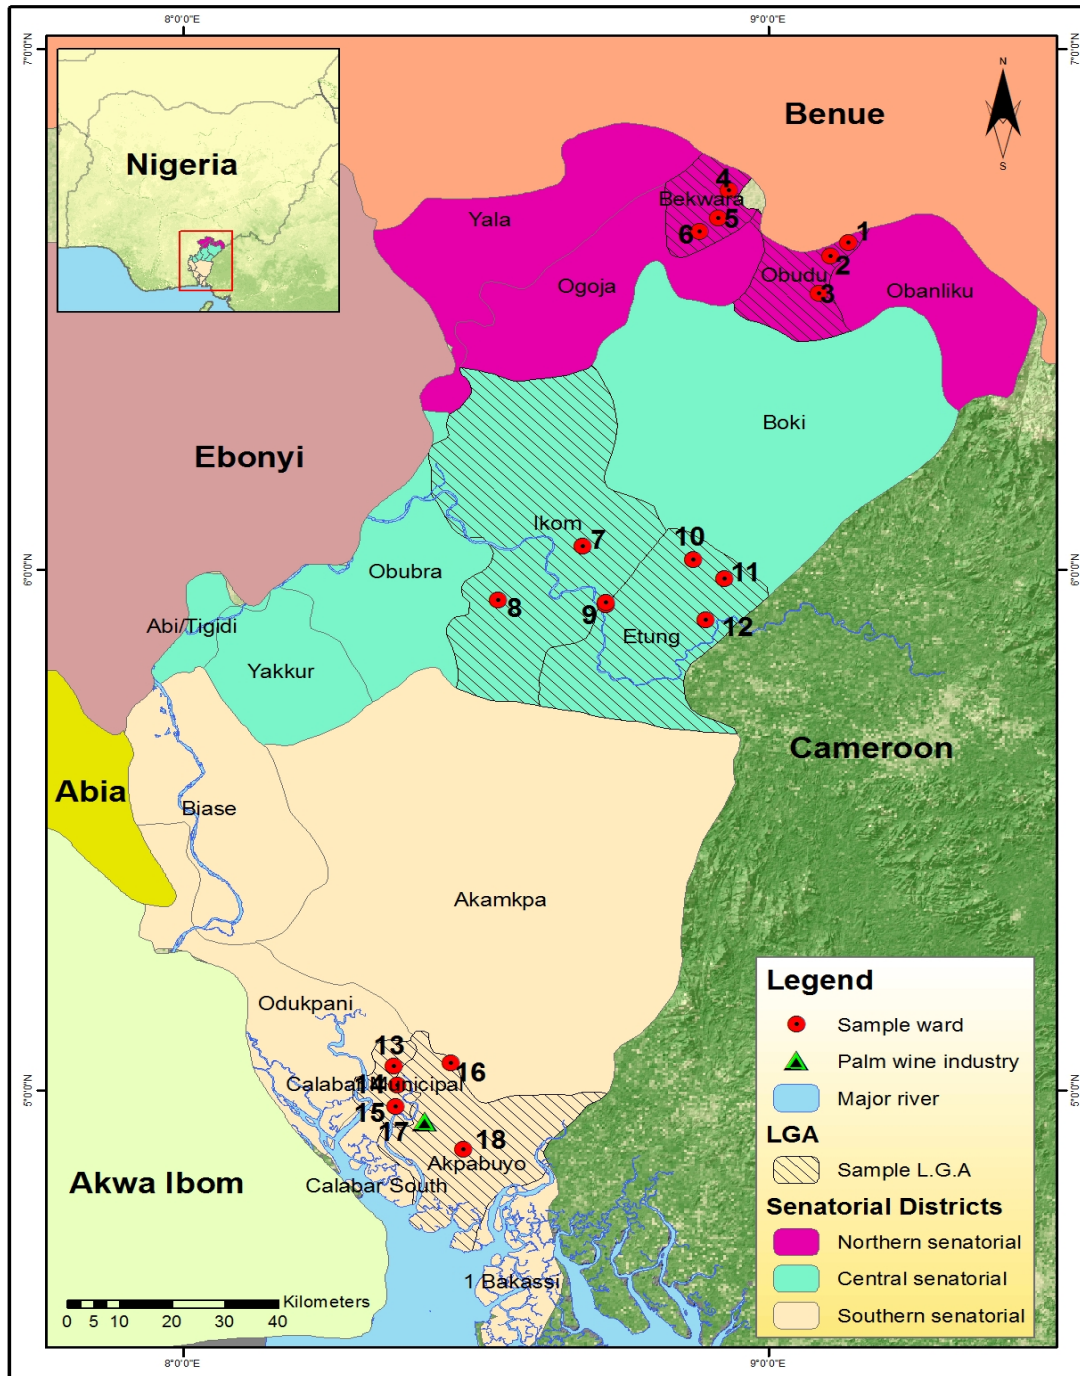 8°0'0"E
9°0'0"E
7°0'0"N
7°0'0"N
N
S
Nigeria
Benue
4
Bekwara
5
6
Yala
1
2
Obudu
3
Obanliku
Ogoja
Boki
Ebonyi
Ikom
7
10
11
6°0'0"N
6°0'0"N
Obubra
8
9
Etung
12
Abi/Tigidi
Yakkur
Cameroon
Abia
Biase
Akamkpa
Odukpani
13
16
Calabar Municipal
14
5°0'0"N
5°0'0"N
15
17
18
Akpabuyo
Calabar South
Akwa Ibom
1 Bakassi
Kilometers
0 5 10 20 30 40
Legend
Sample ward
Palm wine industry
Major river
LGA
Sample L.G.A
Senatorial Districts
Northern senatorial
Central senatorial
Southern senatorial
8°0'0"E
9°0'0"E